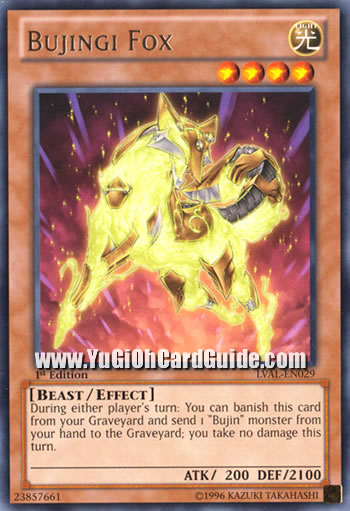 Bujingi Fox
LIGHT
光
www.YuGiOhCardGuide.com
1st Edition LVAL-EN029
[Beast/Effect]
During either player's turn: You can banish this card
from your Graveyard and send 1 "Bujin" monster from
your hand to the Graveyard; you take no damage this
turn.
ATK/ 200 DEF/2100
23857661 ©1996 KAZUKI TAKAHASHI